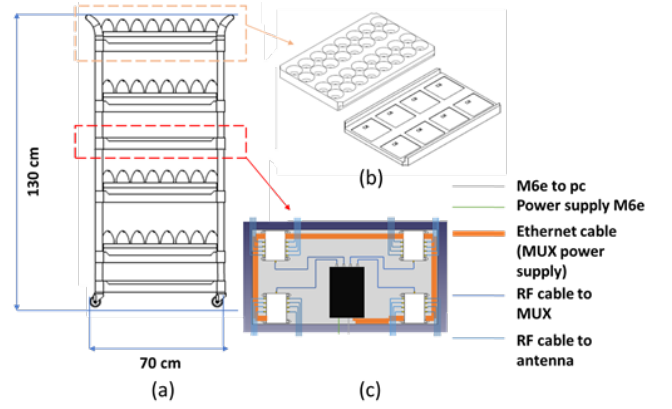 130 cm
70 cm
(a)
(b)
(c)
M6e to pc
Power supply M6e
Ethernet cable
(MUX power
supply)
RF cable to
MUX
RF cable to
antenna